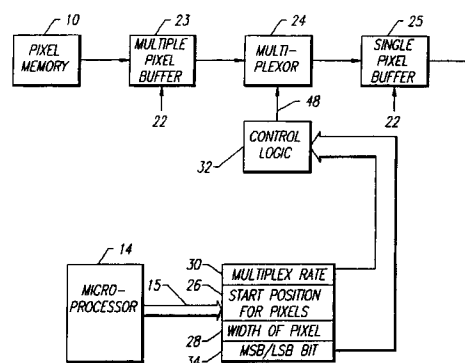 10
23
24
25
PIXEL
MEMORY
MULTIPLE
PIXEL
BUFFER
MULTI-
PLEXOR
SINGLE
PIXEL
BUFFER
22
48
22
CONTROL
LOGIC
32
14
MICRO-
PROCESSOR
15
30
MULTIPLEX RATE
26
START POSITION
FOR PIXELS
28
WIDTH OF PIXEL
34
MSB/LSB BIT